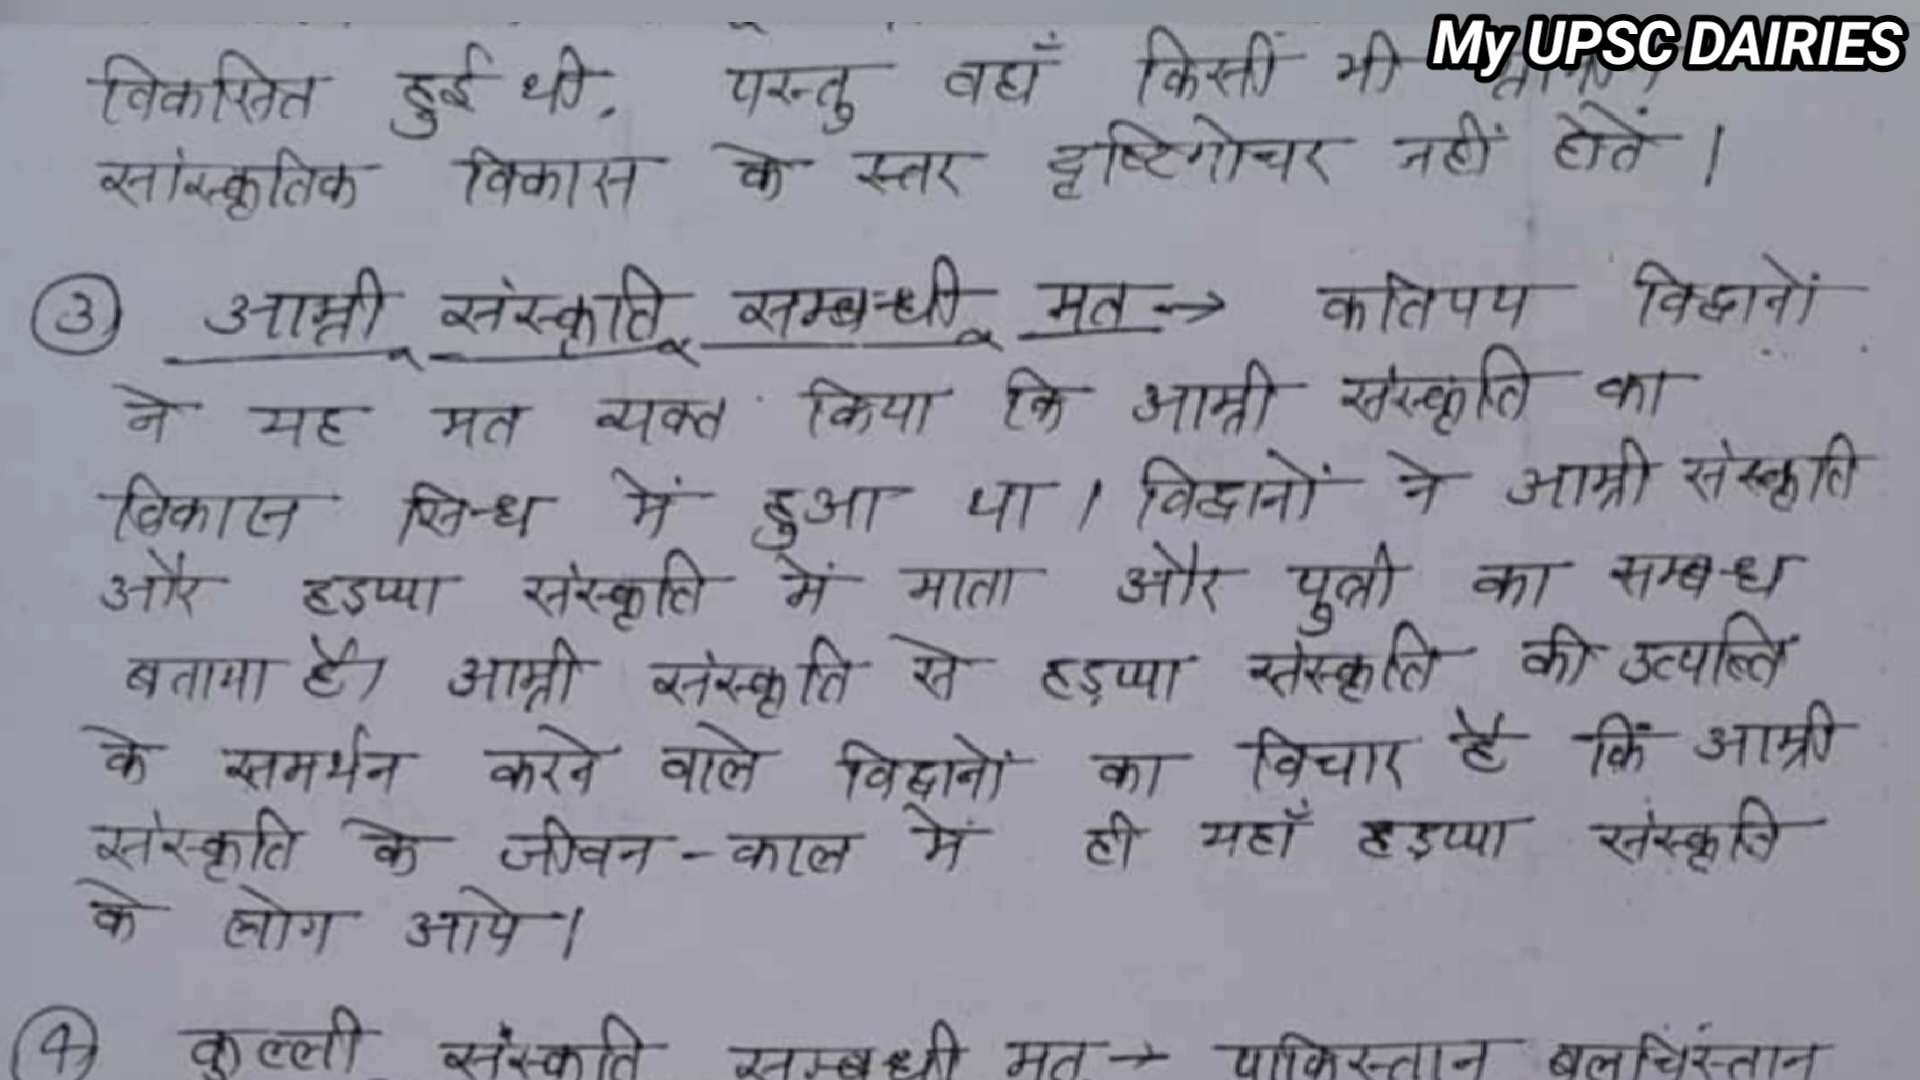 My UPSC DAIRIES
विकसित हुई थी, परन्तु वहाँ किसी भी
सांस्कृतिक विकास के स्तर दृष्टिगोचर नहीं होते ।
③ आम्री संस्कृति सम्बन्धी मत → कतिपय विद्वानों
ने यह मत व्यक्त किया कि आम्री संस्कृति का
विकास सिन्ध में हुआ था । विद्वानों ने आम्री संस्कृति
और हड़प्पा संस्कृति में माता और पुत्री का सम्बन्ध
बताया है। आम्री संस्कृति से हड़प्पा संस्कृति की उत्पत्ति
के समर्थन करने वाले विद्वानों का विचार है कि आम्री
संस्कृति के जीवन-काल में ही यहाँ हड़प्पा संस्कृति
के लोग आये ।
④ कुल्ली संस्कृति सम्बन्धी मत → पाकिस्तान बलूचिस्तान